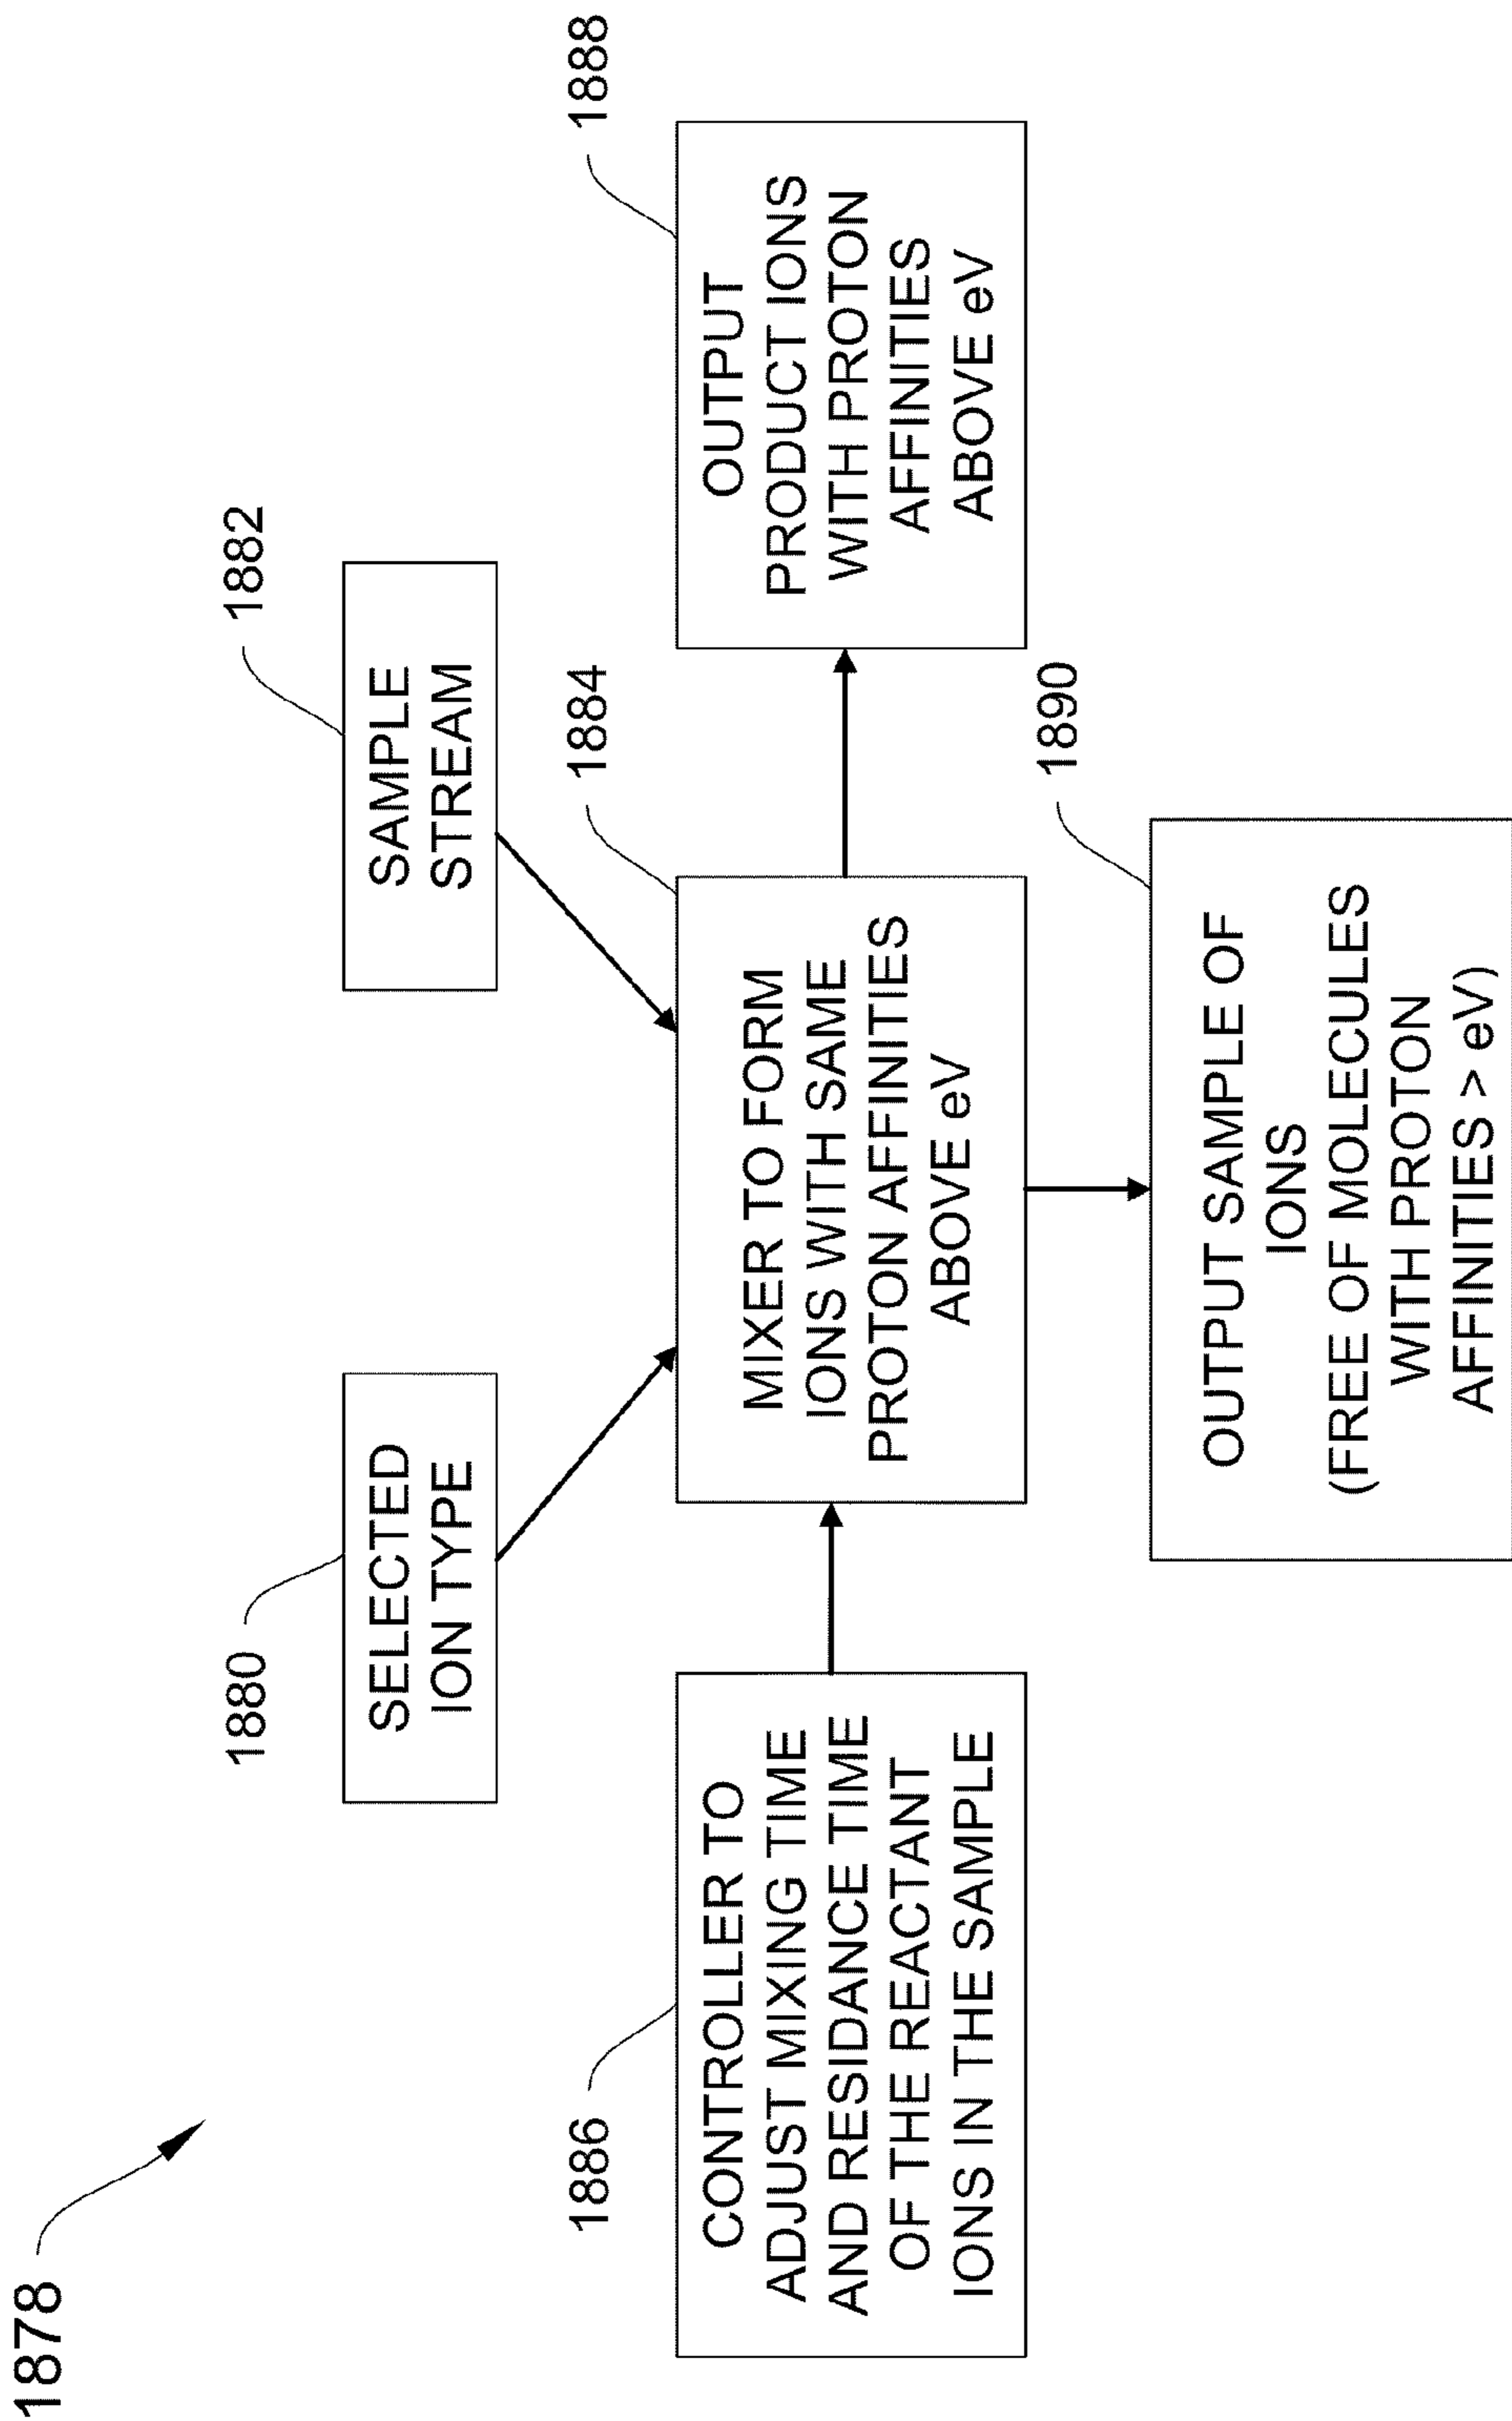 1878
1880
SELECTED
ION TYPE
1882
SAMPLE
STREAM
1886
CONTROLLER TO
ADJUST MIXING TIME
AND RESIDANCE TIME
OF THE REACTANT
IONS IN THE SAMPLE
1884
MIXER TO FORM
IONS WITH SAME
PROTON AFFINITIES
ABOVE eV
1888
OUTPUT
PRODUCT IONS
WITH PROTON
AFFINITIES
ABOVE eV
1890
OUTPUT SAMPLE OF
IONS
(FREE OF MOLECULES
WITH PROTON
AFFINITIES > eV)